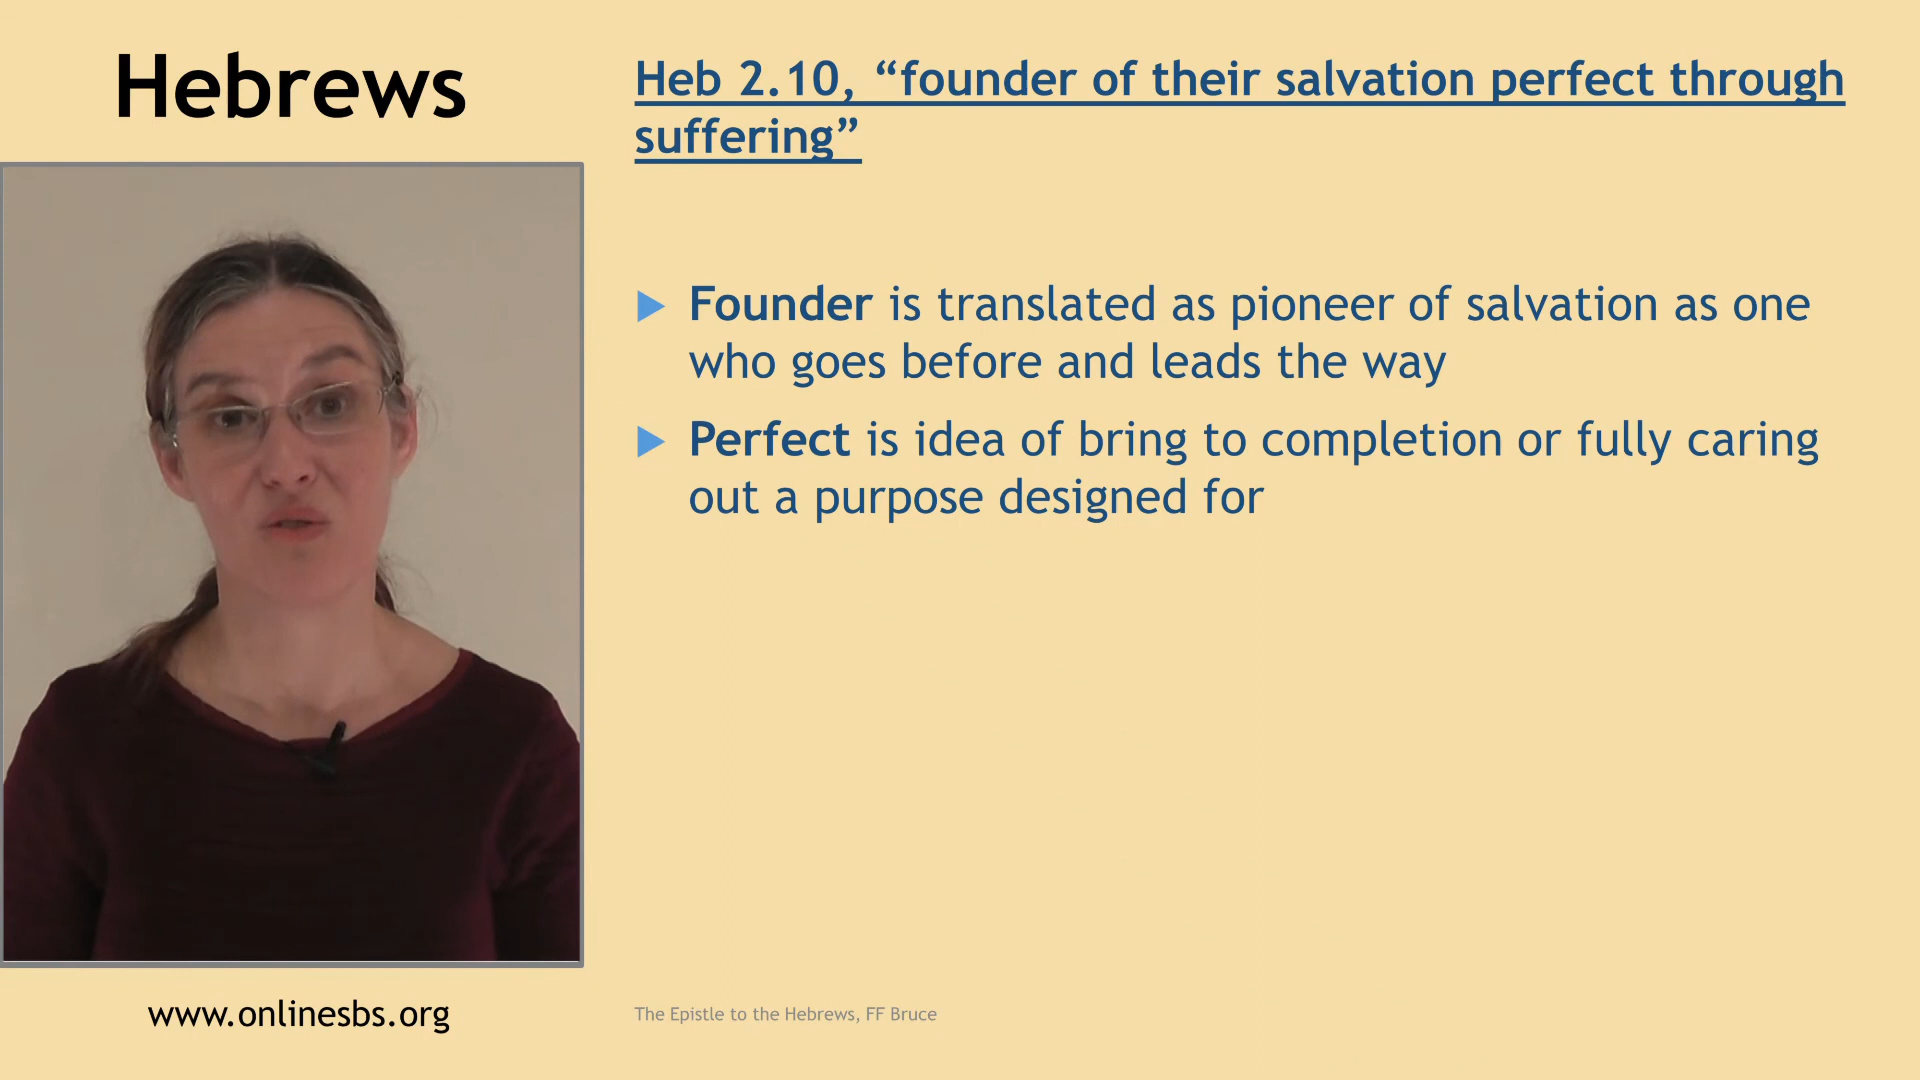 Hebrews
Heb 2.10, “founder of their salvation perfect through
suffering”
Founder is translated as pioneer of salvation as one
who goes before and leads the way
Perfect is idea of bring to completion or fully caring
out a purpose designed for
www.onlinesbs.org
The Epistle to the Hebrews, FF Bruce